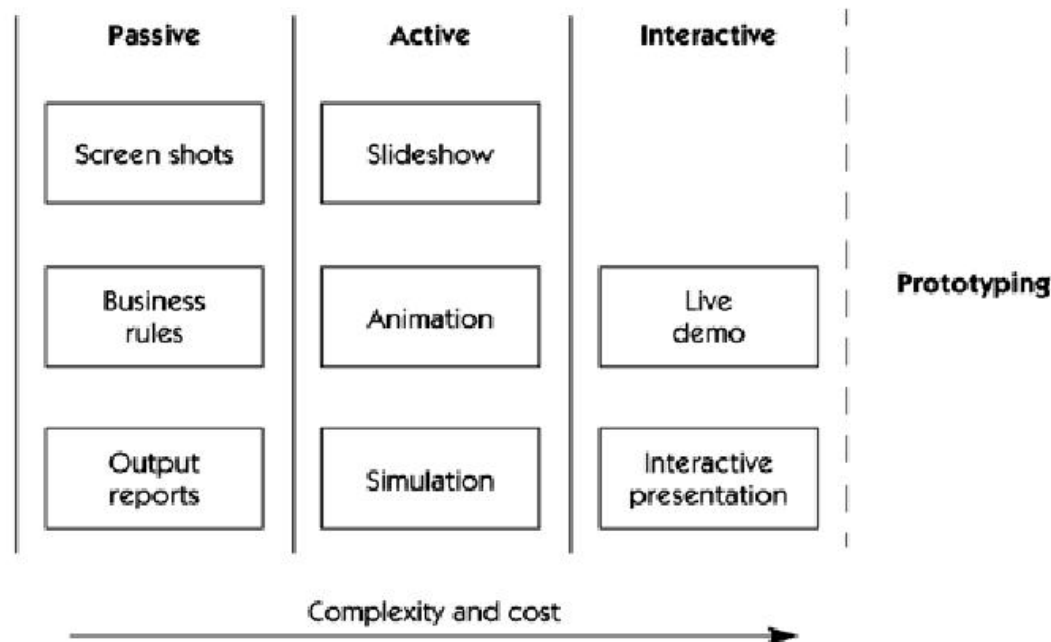 Passive
Active
Interactive
Screen shots
Slideshow
Business
rules
Animation
Live
demo
Prototyping
Output
reports
Simulation
Interactive
presentation
Complexity and cost